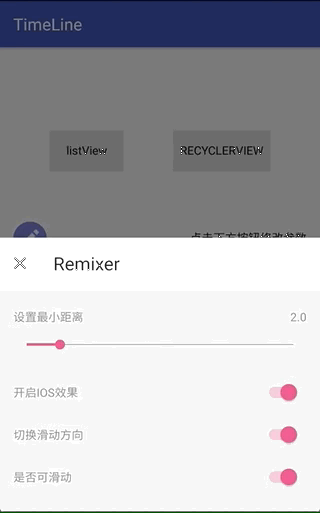 TimeLine
listView
RECYCLERVIEW
点击下方按钮修改参数
Remixer
设置最小距离
2.0
开启IOS效果
切换滑动方向
是否可滑动